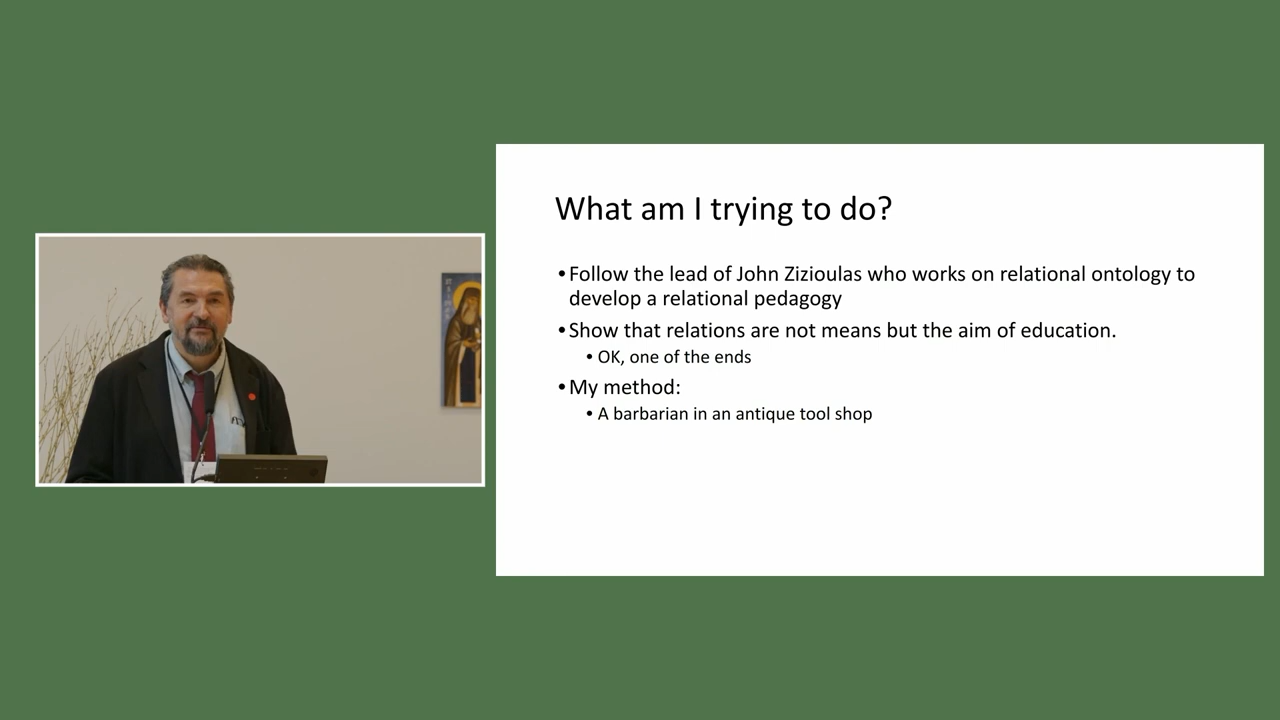 What am I trying to do?
•Follow the lead of John Zizioulas who works on relational ontology to
develop a relational pedagogy
•Show that relations are not means but the aim of education.
• OK, one of the ends
•My method:
• A barbarian in an antique tool shop